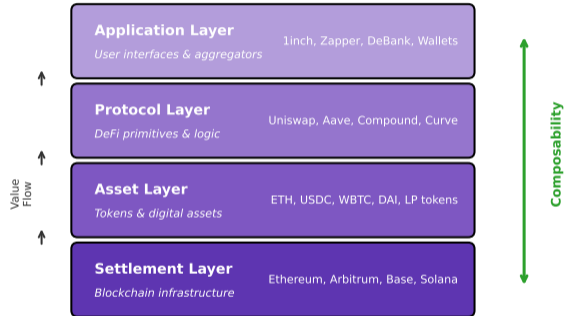 Application Layer
User interfaces & aggregators
1inch, Zapper, DeBank, Wallets
Protocol Layer
DeFi primitives & logic
Uniswap, Aave, Compound, Curve
Asset Layer
Tokens & digital assets
ETH, USDC, WBTC, DAI, LP tokens
Settlement Layer
Blockchain infrastructure
Ethereum, Arbitrum, Base, Solana
Value
Flow
Composability